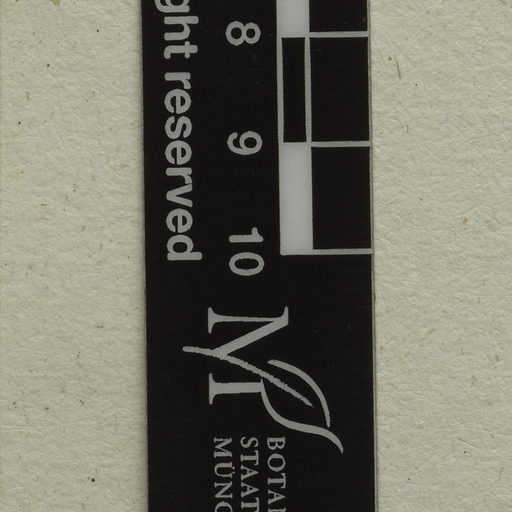 ght reserved
8 9 10
M
BOTA
STAAT
MÜNC